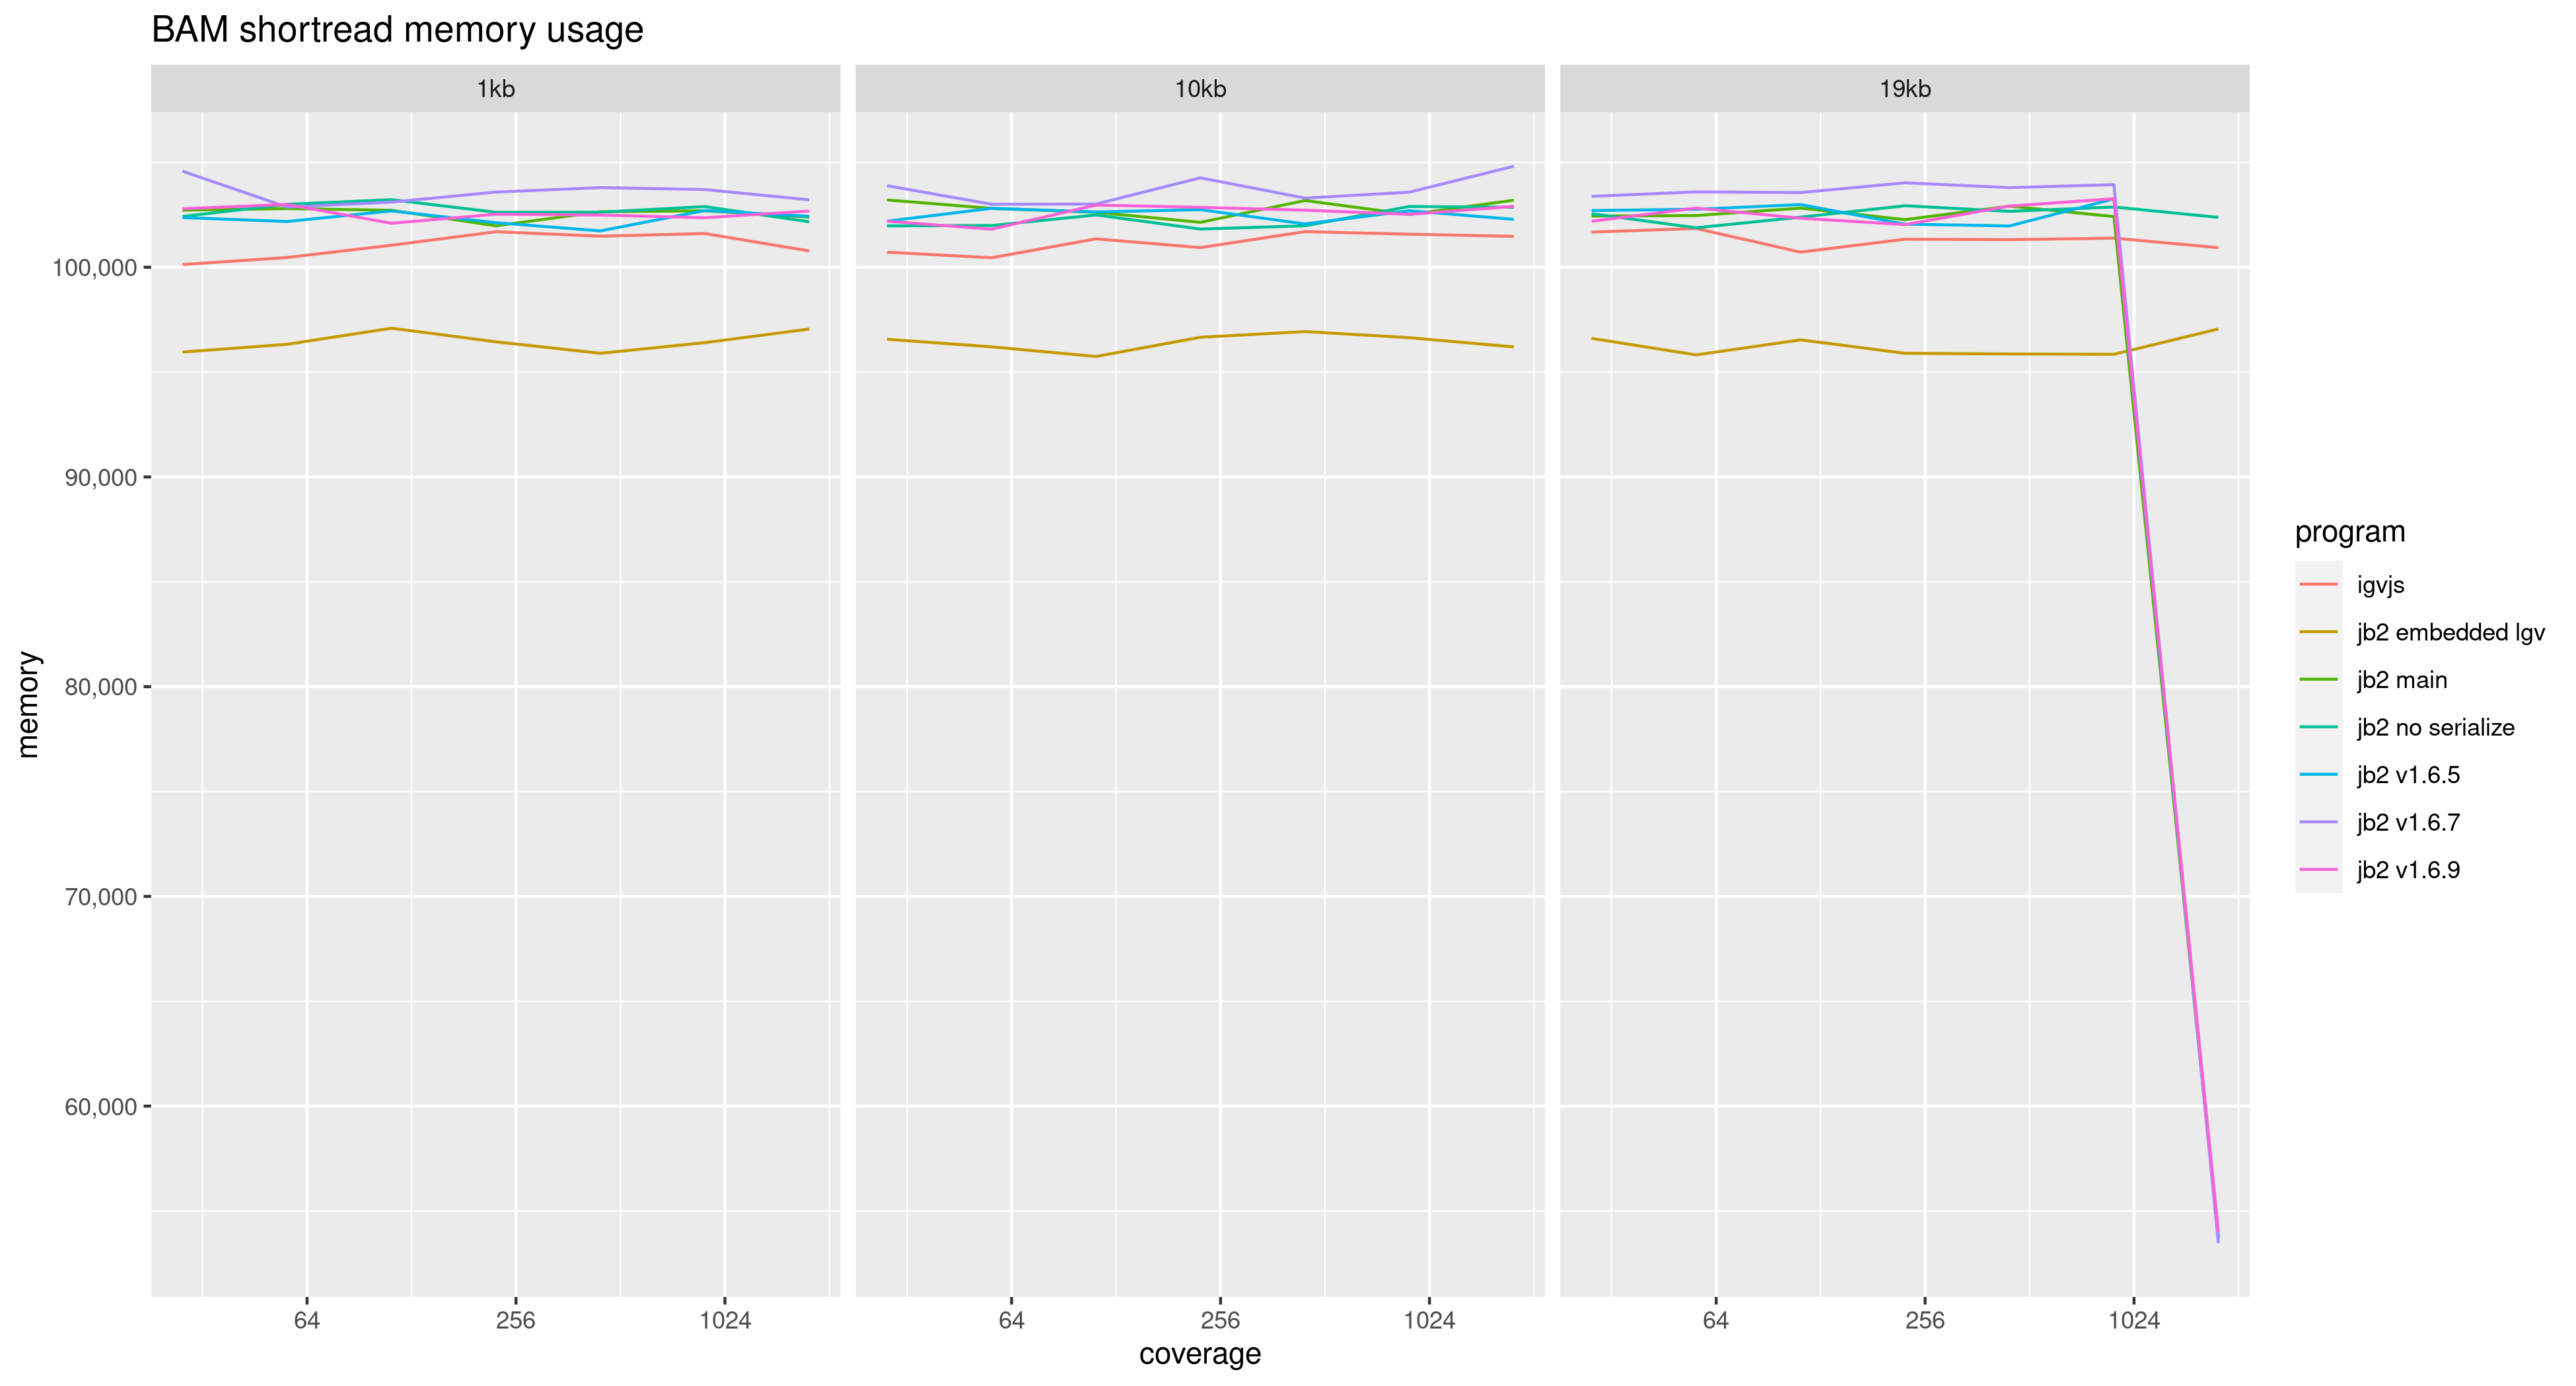 BAM shortread memory usage
1kb
10kb
19kb
100,000
90,000
80,000
70,000
60,000
memory
64
256
1024
64
256
1024
64
256
1024
coverage
program
igvjs
jb2 embedded lgv
jb2 main
jb2 no serialize
jb2 v1.6.5
jb2 v1.6.7
jb2 v1.6.9